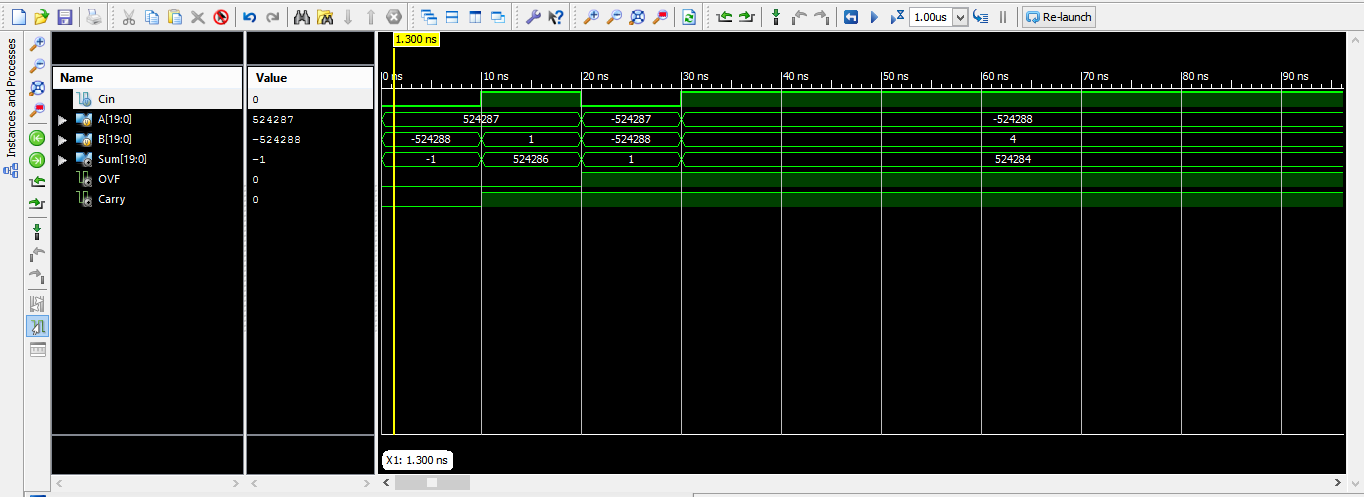 1.00us Re-launch
Instances and Processes
1.300 ns
Name Value
0 ns 10 ns 20 ns 30 ns 40 ns 50 ns 60 ns 70 ns 80 ns 90 ns
Cin 0
A[19:0] 524287 524287 -524287 -524288
B[19:0] -524288 -524288 1 -524288 4
Sum[19:0] -1 -1 524286 1 524284
OVF 0
Carry 0
X1: 1.300 ns